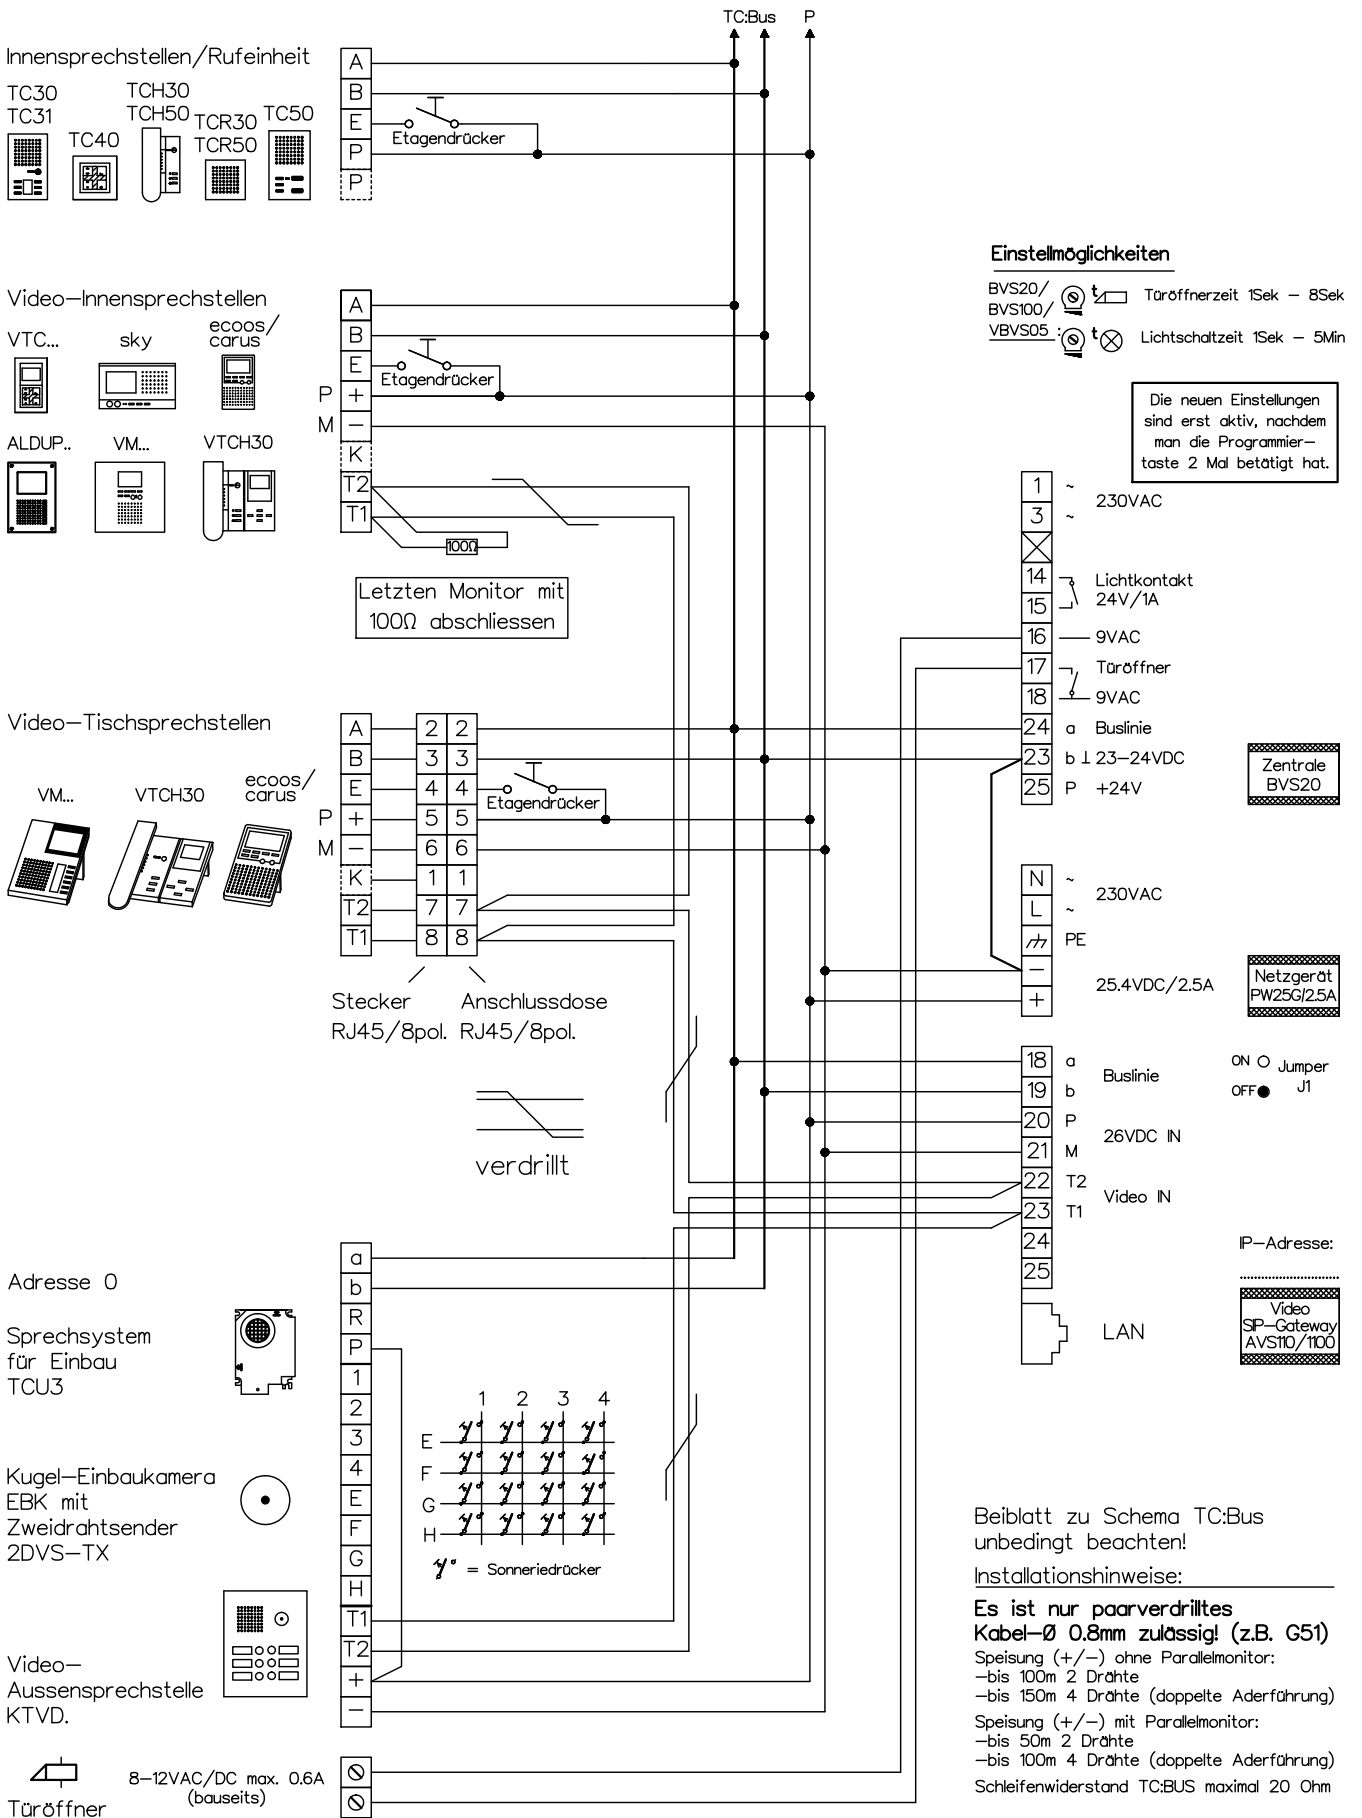 TC:Bus P
Innensprechstellen/Rufeinheit
TC30
TC31
TC40
TCH30
TCH50
TCR30
TCR50
TC50
A
B
E
P
P
Etagendrücker
Video-Innensprechstellen
VTC...
sky
ecoos/
carus
ALDUP..
VM...
VTCH30
A
B
E
P +
M -
K
T2
T1
Etagendrücker
100Ω
Letzten Monitor mit
100Ω abschliessen
Einstellmöglichkeiten
BVS20/
BVS100/
VBVS05 :
t Türöffnerzeit 1Sek - 8Sek
t Lichtschaltzeit 1Sek - 5Min
Die neuen Einstellungen
sind erst aktiv, nachdem
man die Programmier-
taste 2 Mal betätigt hat.
1 ~
3 ~
230VAC
14
15
Lichtkontakt
24V/1A
16 9VAC
17 Türöffner
18 9VAC
24 a Buslinie
23 b ⊥ 23-24VDC
25 P +24V
Zentrale
BVS20
Video-Tischsprechstellen
VM...
VTCH30
ecoos/
carus
A 2 2
B 3 3
E 4 4
P + 5 5
M - 6 6
K 1 1
T2 7 7
T1 8 8
Etagendrücker
Stecker
RJ45/8pol.
Anschlussdose
RJ45/8pol.
verdrillt
N ~
L ~
230VAC
PE
-
+
25.4VDC/2.5A
Netzgerät
PW25G/2.5A
18 a
19 b
Buslinie
20 P
21 M
26VDC IN
22 T2
23 T1
Video IN
24
25
LAN
ON
OFF
Jumper
J1
IP-Adresse:
..............................
Video
SIP-Gateway
AVS110/1100
Adresse 0
Sprechsystem
für Einbau
TCU3
Kugel-Einbaukamera
EBK mit
Zweidrahtsender
2DVS-TX
Video-
Aussensprechstelle
KTVD.
a
b
R
P
1
2
3
4
E
F
G
H
T1
T2
+
-
1 2 3 4
E
F
G
H
= Sonneriedrücker
Türöffner
8-12VAC/DC max. 0.6A
(bauseits)
Beiblatt zu Schema TC:Bus
unbedingt beachten!
Installationshinweise:
Es ist nur paarverdrilltes
Kabel-Ø 0.8mm zulässig! (z.B. G51)
Speisung (+/-) ohne Parallelmonitor:
-bis 100m 2 Drähte
-bis 150m 4 Drähte (doppelte Aderführung)
Speisung (+/-) mit Parallelmonitor:
-bis 50m 2 Drähte
-bis 100m 4 Drähte (doppelte Aderführung)
Schleifenwiderstand TC:BUS maximal 20 Ohm